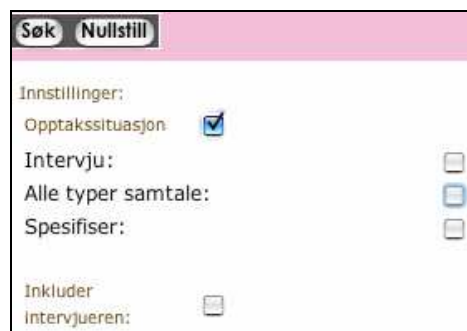 Søk Nullstill
Innstillinger:
Opptakssituasjon
Intervju:
Alle typer samtale:
Spesifiser:
Inkluder
intervjueren: